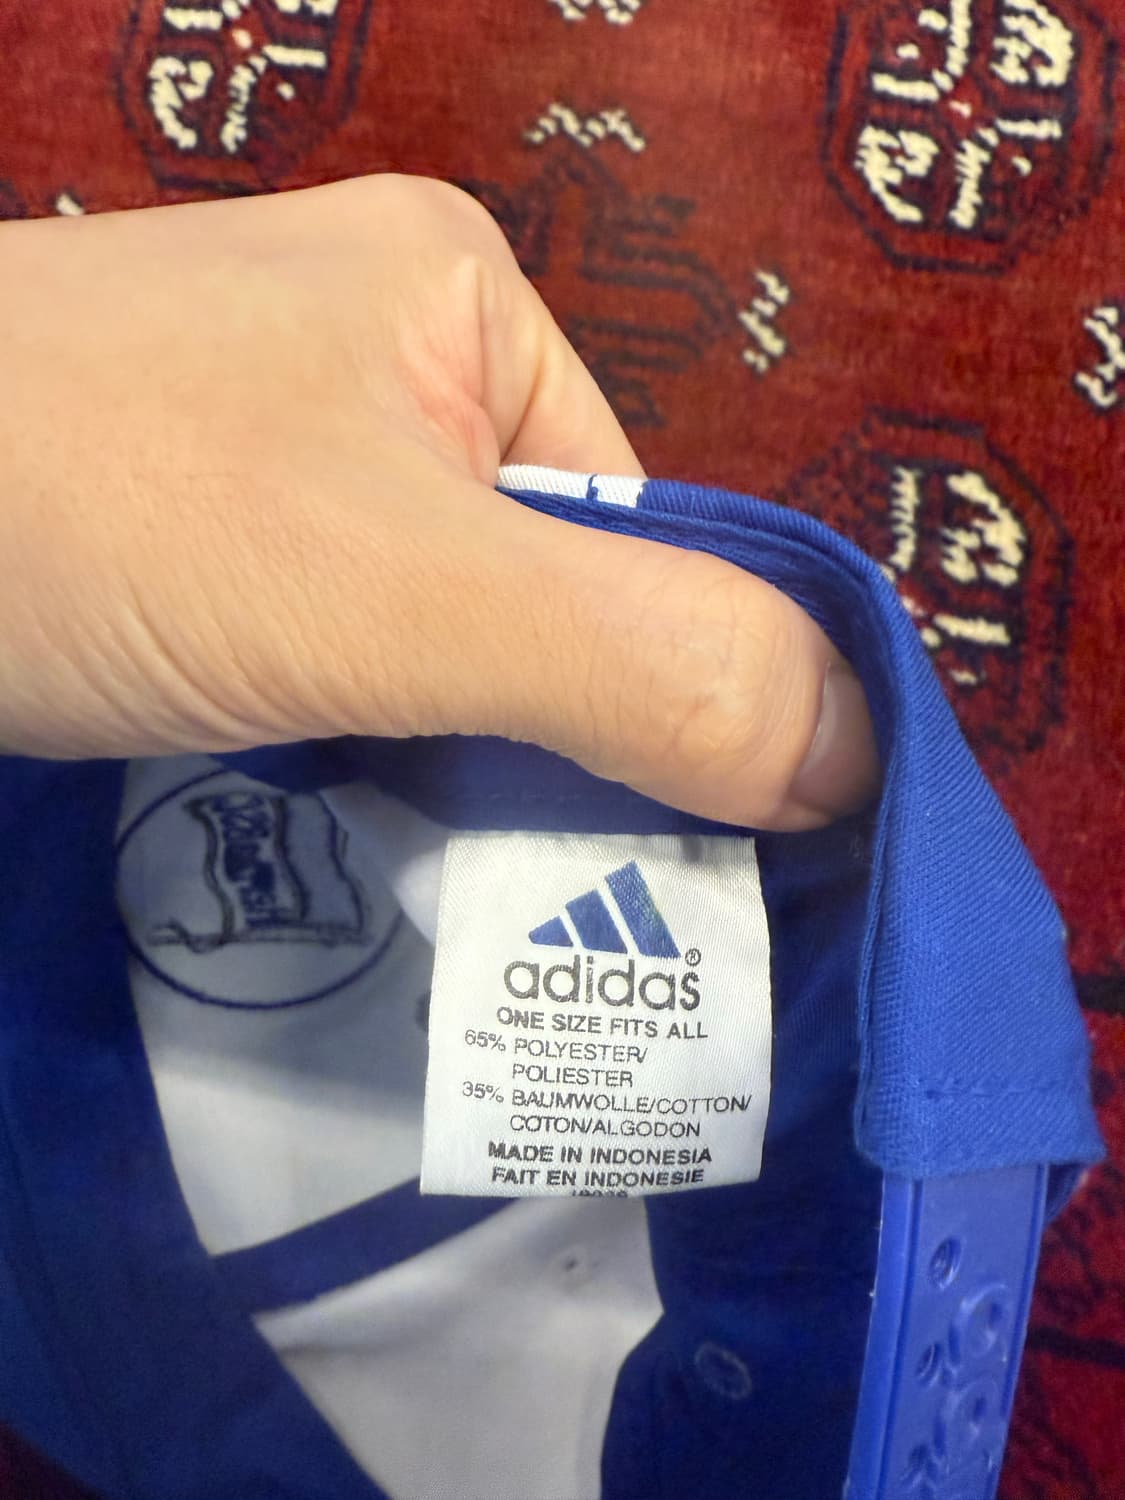 adidas®
ONE SIZE FITS ALL
65% POLYESTER/
POLIESTER
35% BAUMWOLLE/COTTON/
COTON/ALGODON
MADE IN INDONESIA
FAIT EN INDONESIE